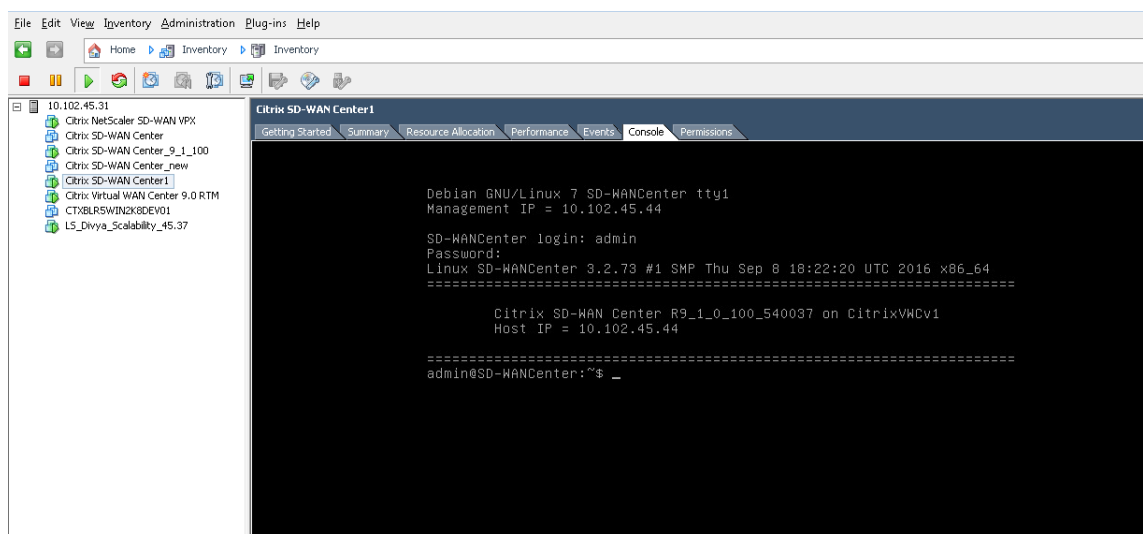 File Edit View Inventory Administration Plug-ins Help
Home Inventory Inventory
10.102.45.31
Citrix NetScaler SD-WAN VPX
Citrix SD-WAN Center
Citrix SD-WAN Center_9_1_100
Citrix SD-WAN Center_new
Citrix SD-WAN Center1
Citrix Virtual WAN Center 9.0 RTM
CTXBLR5WIN2K8DEV01
LS_Divya_Scalability_45.37
Citrix SD-WAN Center1
Getting Started Summary Resource Allocation Performance Events Console Permissions
Debian GNU/Linux 7 SD-WANCenter tty1
Management IP = 10.102.45.44
SD-WANCenter login: admin
Password:
Linux SD-WANCenter 3.2.73 #1 SMP Thu Sep 8 18:22:20 UTC 2016 x86_64
======================================================================
Citrix SD-WAN Center R9_1_0_100_540037 on CitrixVWCv1
Host IP = 10.102.45.44
======================================================================
admin@SD-WANCenter:~$ _